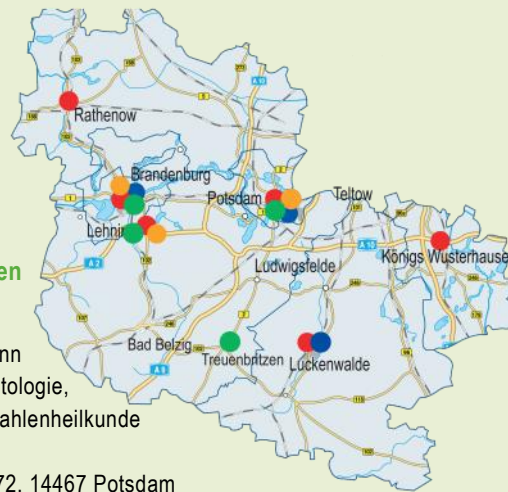 Rathenow
Brandenburg
Potsdam
Teltow
Lehnin
A 10
Königs Wusterhause
A 2
Ludwigsfelde
en
Bad Belzig
Treuenbritzen
Luckenwalde
A 9
nn
tologie,
ahlenheilkunde
72, 14467 Potsdam